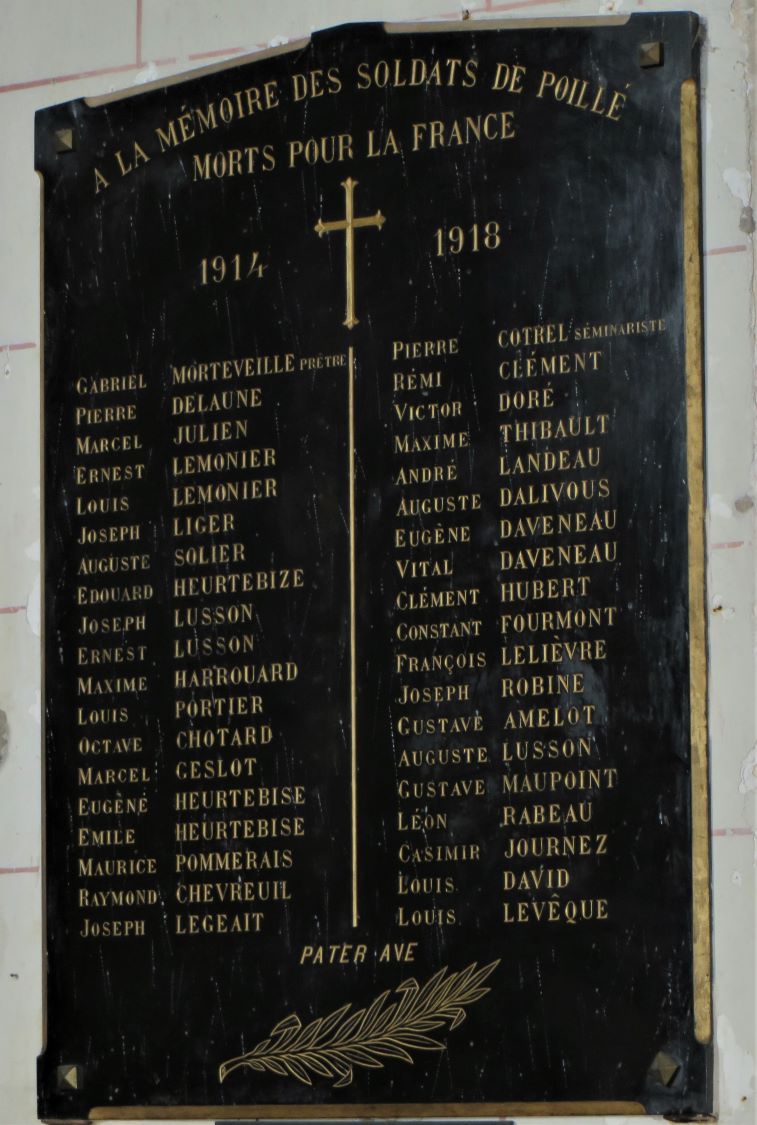 A LA MÉMOIRE DES SOLDATS DE POILLÉ
MORTS POUR LA FRANCE
1914 1918
GABRIEL MORTEVEILLE PRÊTRE
PIERRE DELAUNE
MARCEL JULIEN
ERNEST LEMONIER
LOUIS LEMONIER
JOSEPH LIGER
AUGUSTE SOLIER
EDOUARD HEURTEBIZE
JOSEPH LUSSON
ERNEST LUSSON
MAXIME HARROUARD
LOUIS PORTIER
OCTAVE CHOTARD
MARCEL GESLOT
EUGÈNE HEURTEBISE
EMILE HEURTEBISE
MAURICE POMMERAIS
RAYMOND CHEVREUIL
JOSEPH LEGEAIT
PIERRE COTREL SÉMINARISTE
RÉMI CLÉMENT
VICTOR DORÉ
MAXIME THIBAULT
ANDRÉ LANDEAU
AUGUSTE DALIVOUS
EUGÈNE DAVENEAU
VITAL DAVENEAU
CLÉMENT HUBERT
CONSTANT FOURMONT
FRANÇOIS LELIÈVRE
JOSEPH ROBINE
GUSTAVE AMELOT
AUGUSTE LUSSON
GUSTAVE MAUPOINT
LÉON RABEAU
CASIMIR JOURNEZ
LOUIS DAVID
LOUIS LEVÊQUE
PATER AVE